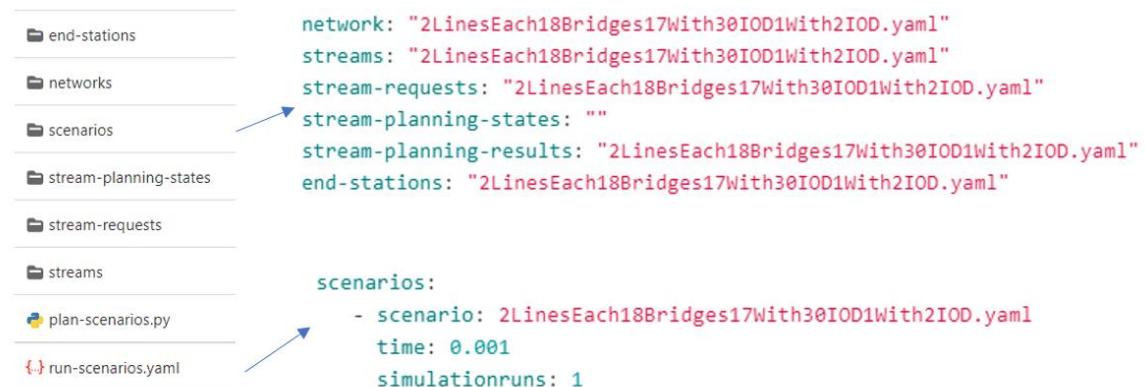 end-stations
networks
scenarios
stream-planning-states
stream-requests
streams
plan-scenarios.py
{..} run-scenarios.yaml
network: "2LinesEach18Bridges17With30IOD1With2IOD.yaml"
streams: "2LinesEach18Bridges17With30IOD1With2IOD.yaml"
stream-requests: "2LinesEach18Bridges17With30IOD1With2IOD.yaml"
stream-planning-states: ""
stream-planning-results: "2LinesEach18Bridges17With30IOD1With2IOD.yaml"
end-stations: "2LinesEach18Bridges17With30IOD1With2IOD.yaml"
scenarios:
- scenario: 2LinesEach18Bridges17With30IOD1With2IOD.yaml
time: 0.001
simulationruns: 1